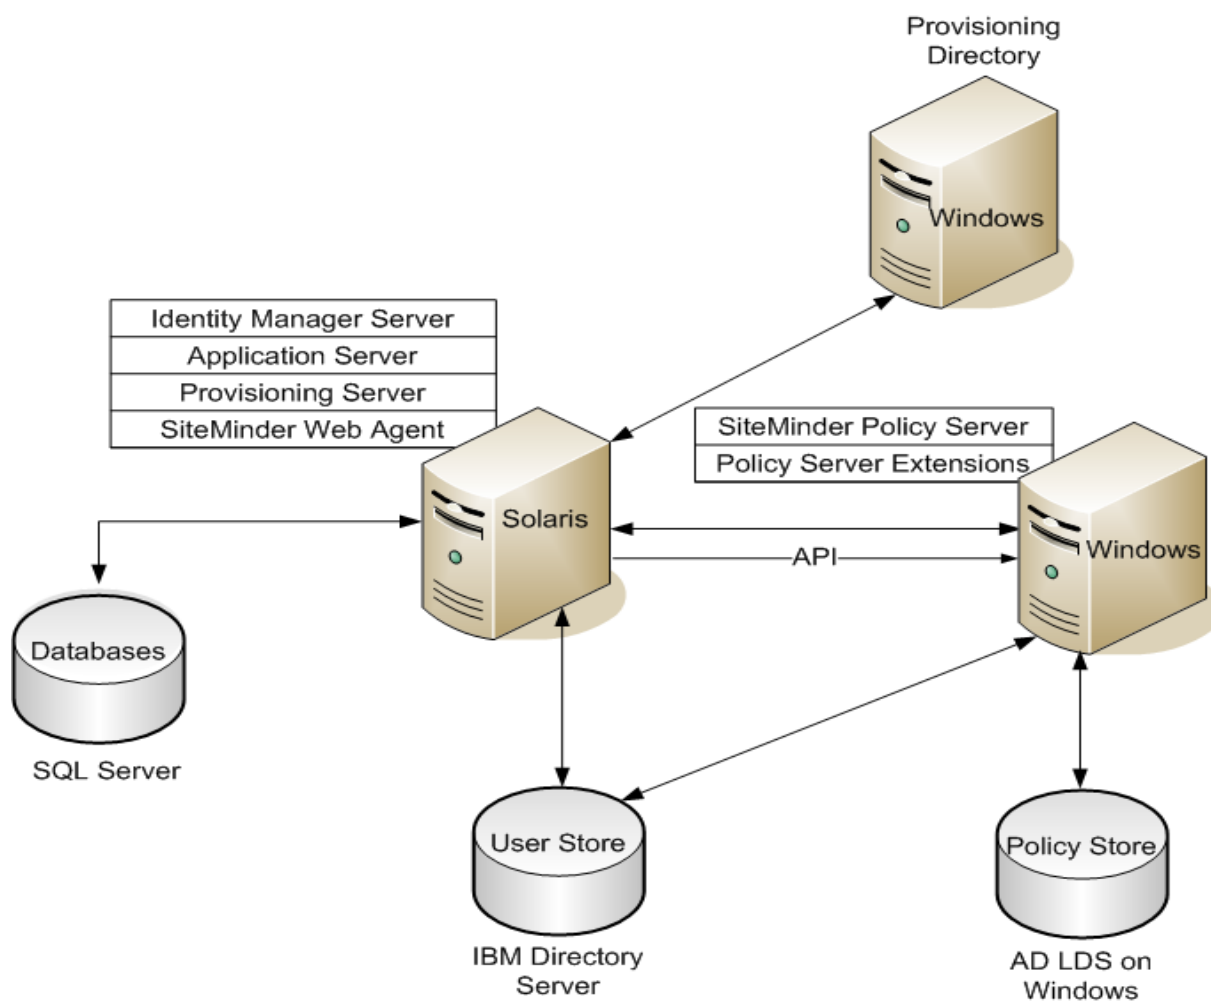 Provisioning
Directory
Windows
Identity Manager Server
Application Server
Provisioning Server
SiteMinder Web Agent
SiteMinder Policy Server
Policy Server Extensions
Solaris
API
Windows
Databases
SQL Server
User Store
IBM Directory
Server
Policy Store
AD LDS on
Windows